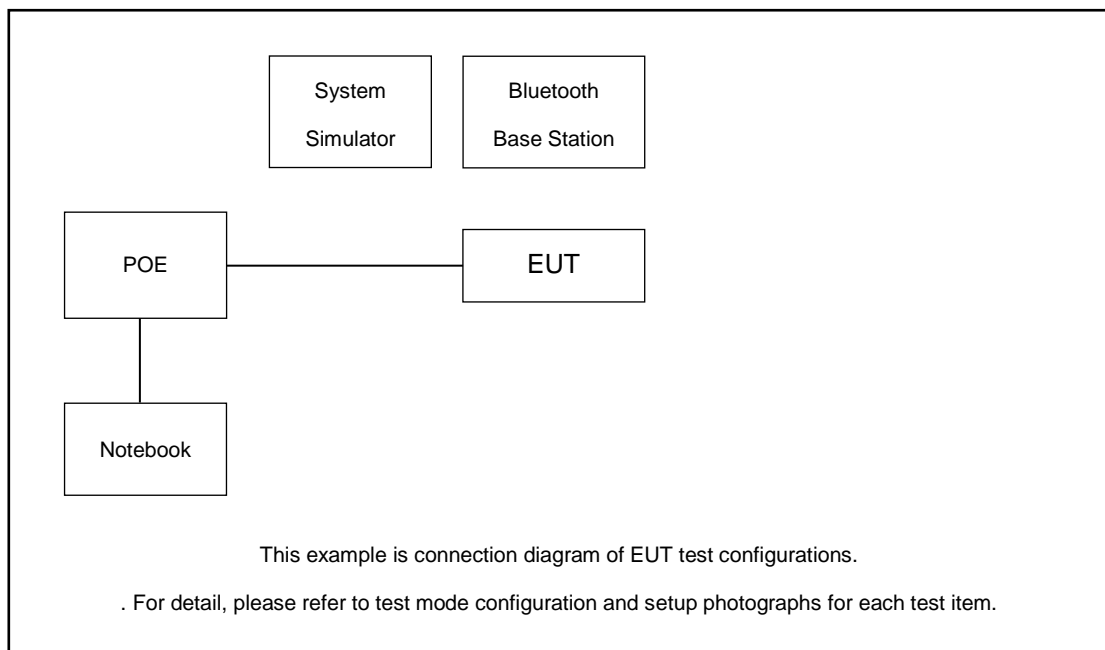 System
Simulator
Bluetooth
Base Station
POE
EUT
Notebook
This example is connection diagram of EUT test configurations.
. For detail, please refer to test mode configuration and setup photographs for each test item.